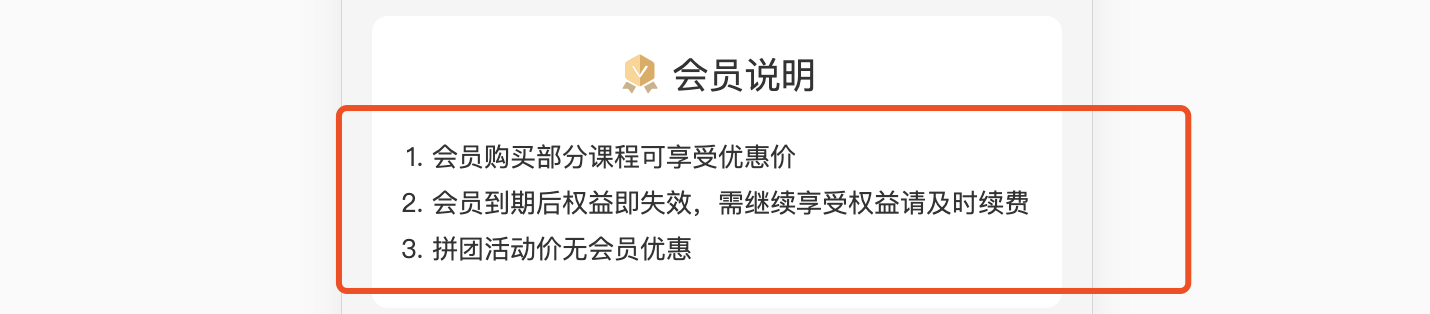 会员说明
1. 会员购买部分课程可享受优惠价
2. 会员到期后权益即失效，需继续享受权益请及时续费
3. 拼团活动价无会员优惠